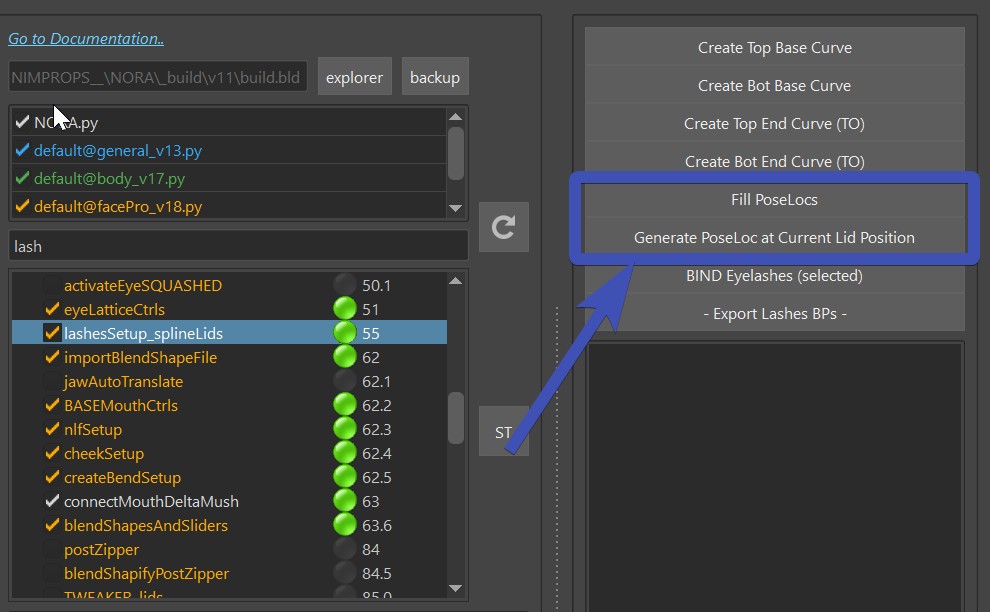 Go to Documentation..
NIMPROPS__\NORA\_build\v11\build.bld
explorer
backup
NORA.py
default@general_v13.py
default@body_v17.py
default@facePro_v18.py
lash
activateEyeSQUASHED 50.1
eyeLatticeCtrls 51
lashesSetup_splineLids 55
importBlendShapeFile 62
jawAutoTranslate 62.1
BASEMouthCtrls 62.2
nlfSetup 62.3
cheekSetup 62.4
createBendSetup 62.5
connectMouthDeltaMush 63
blendShapesAndSliders 63.6
postZipper 84
blendShapifyPostZipper 84.5
TWEAKER_lids 85.0
ST
Create Top Base Curve
Create Bot Base Curve
Create Top End Curve (TO)
Create Bot End Curve (TO)
Fill PoseLocs
Generate PoseLoc at Current Lid Position
BIND Eyelashes (selected)
- Export Lashes BPs -